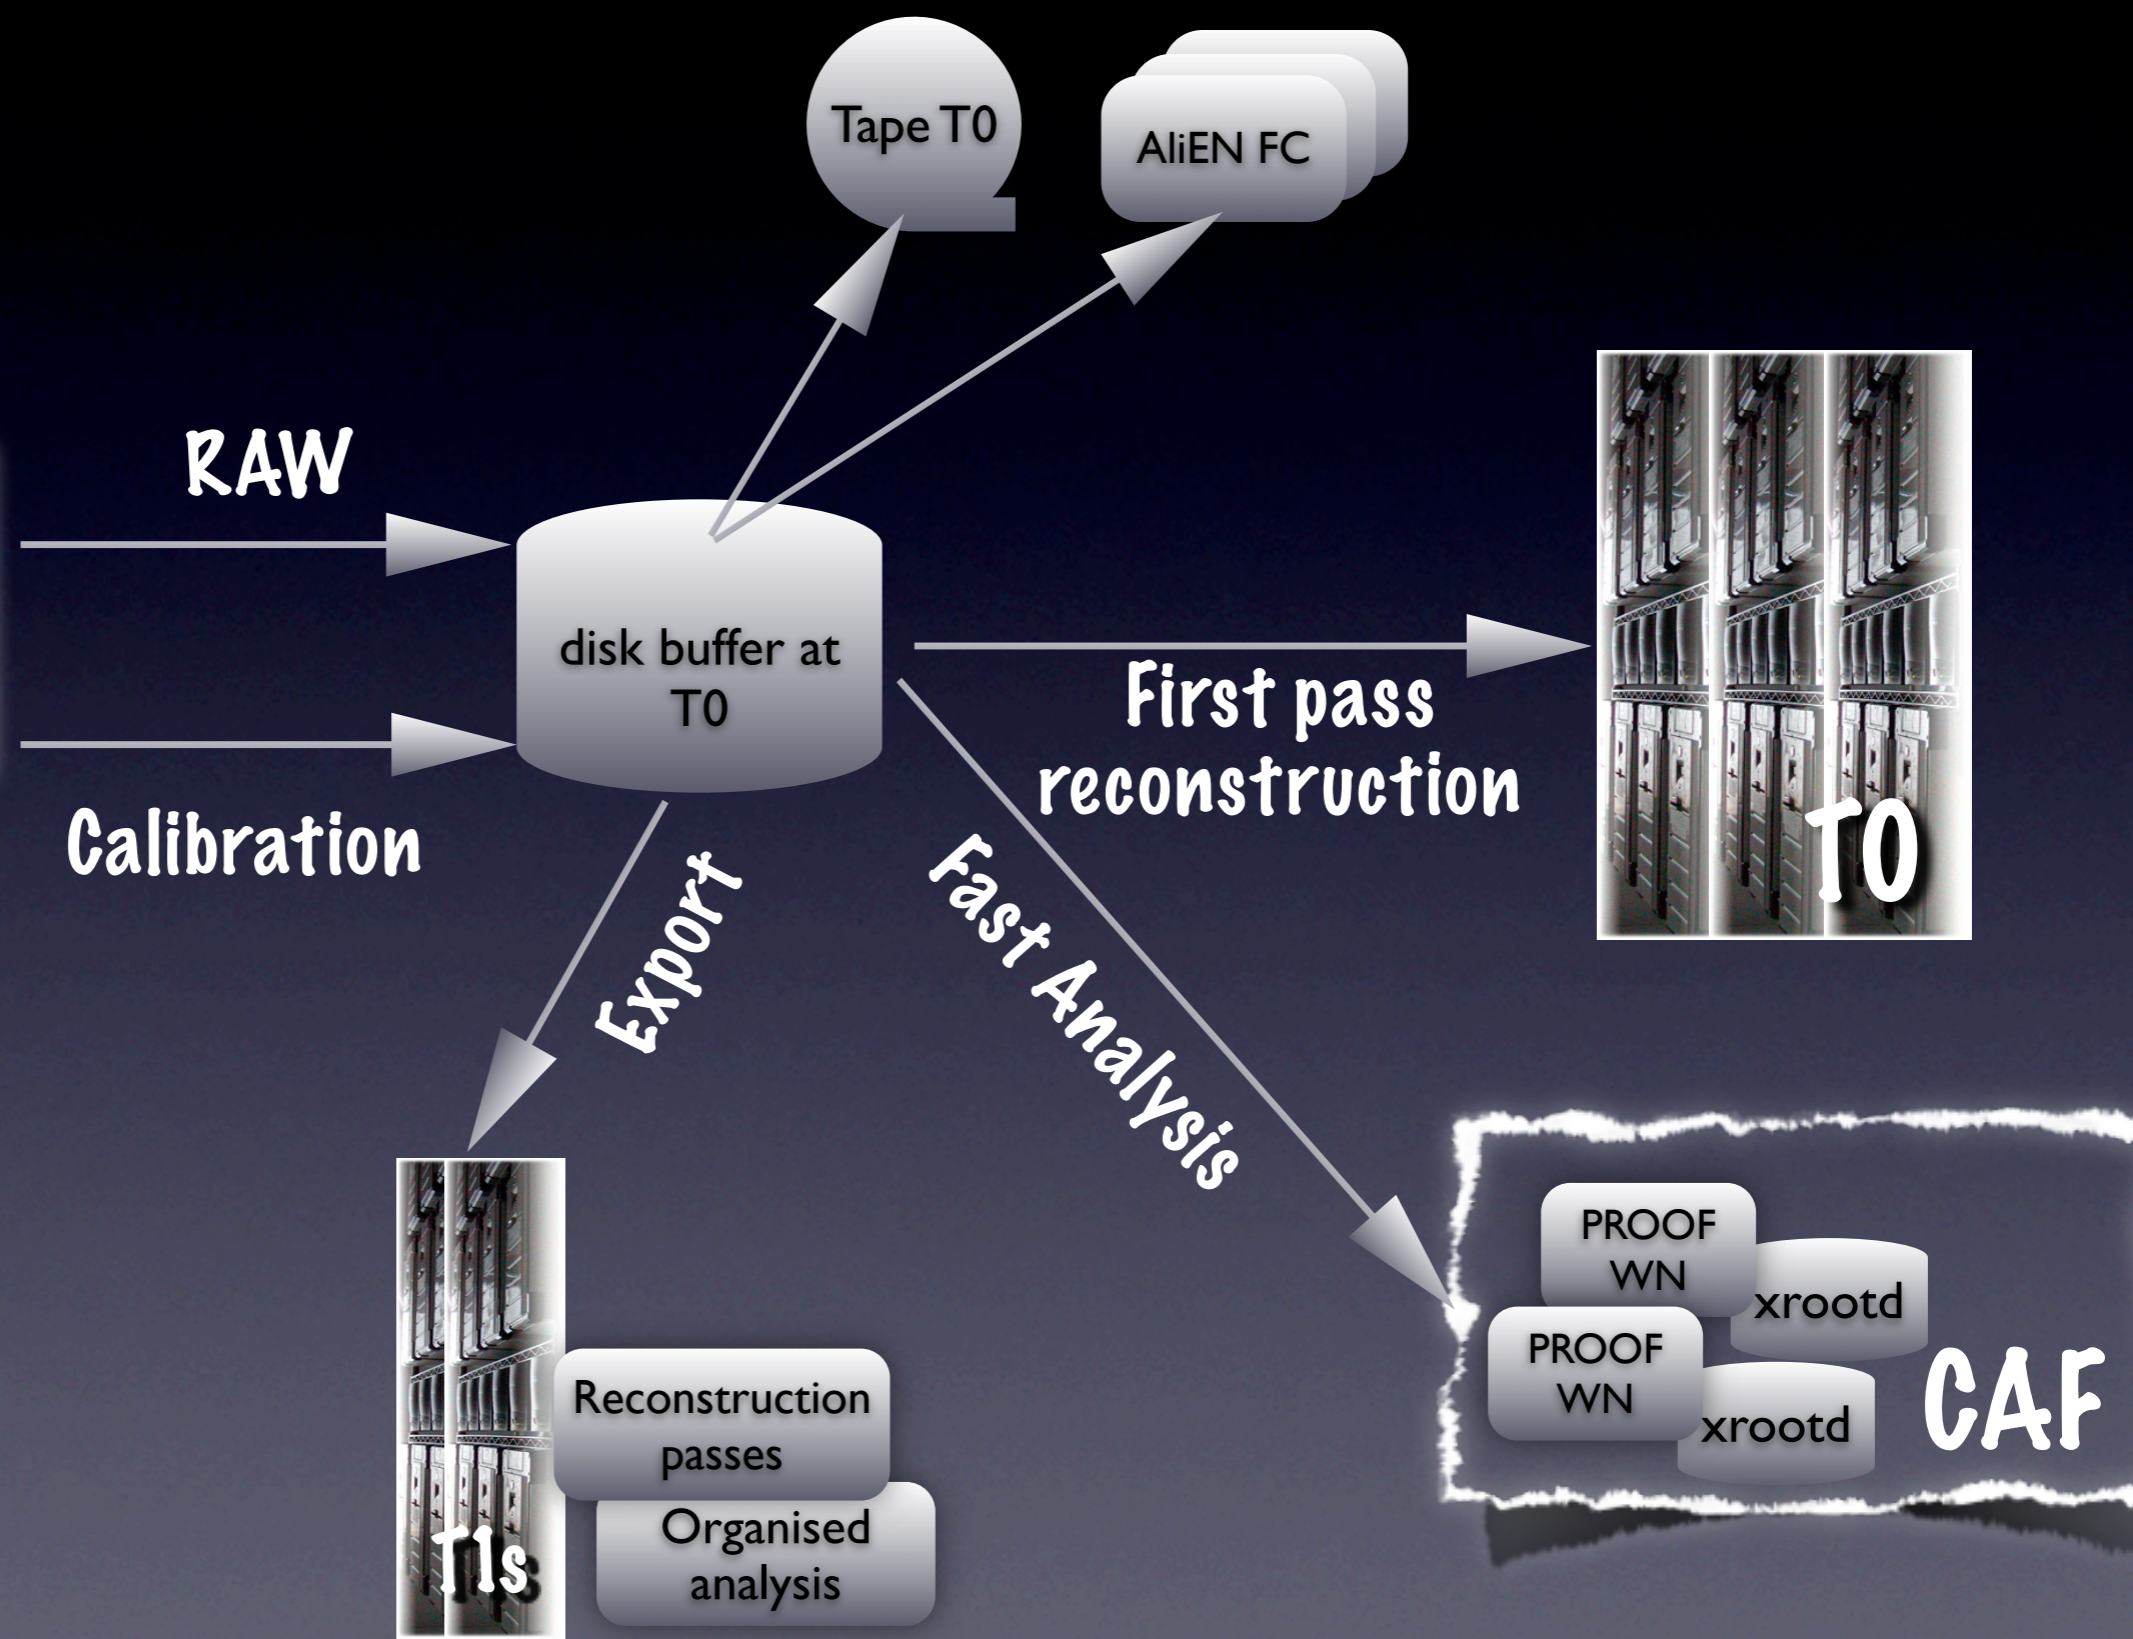 Tape T0
AliEN FC
RAW
disk buffer at
T0
First pass
reconstruction
T0
Calibration
Export
Fast Analysis
PROOF
WN
xrootd
PROOF
WN
xrootd
CAF
Reconstruction
passes
Organised
analysis
T1s